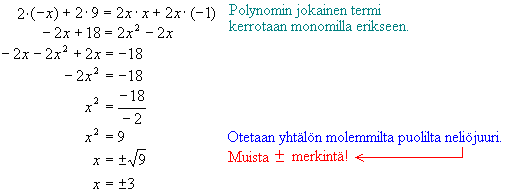 2·(−x) + 2·9 = 2x·x + 2x·(−1) Polynomin jokainen termi
−2x + 18 = 2x² − 2x kerrotaan monomilla erikseen.
−2x − 2x² + 2x = −18
−2x² = −18
x² = −18/−2
x² = 9 Otetaan yhtälön molemmilta puolilta neliöjuuri.
x = ±√9 Muista ± merkintä!
x = ±3